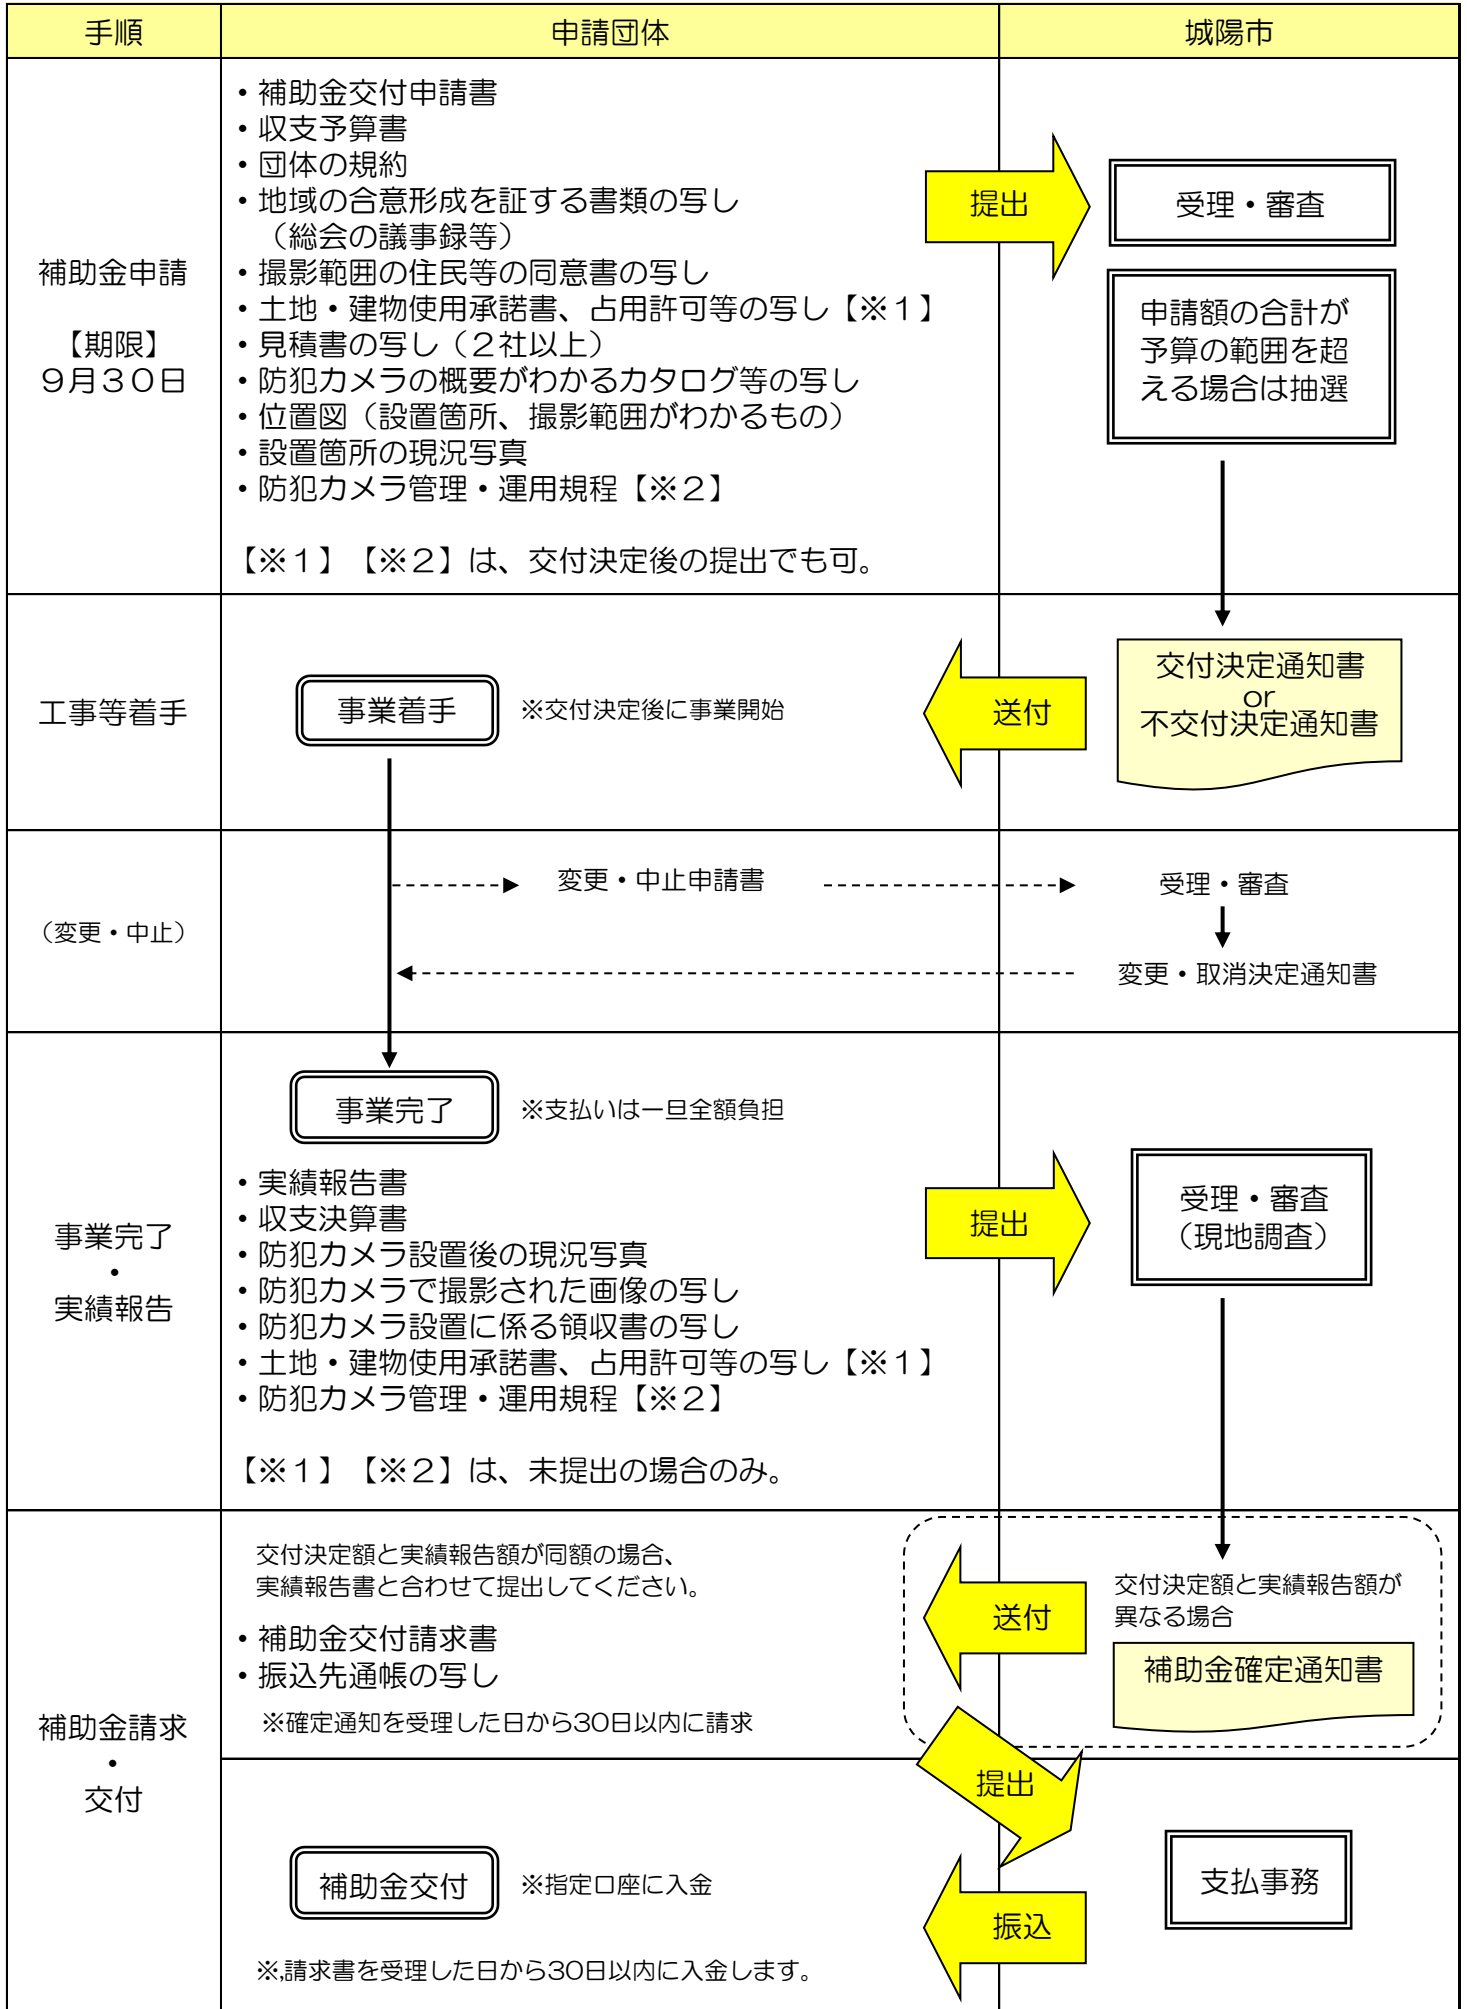 手順
申請団体
城陽市
補助金申請
【期限】
９月３０日
・補助金交付申請書
・収支予算書
・団体の規約
・地域の合意形成を証する書類の写し
（総会の議事録等）
・撮影範囲の住民等の同意書の写し
・土地・建物使用承諾書、占用許可等の写し【※１】
・見積書の写し（２社以上）
・防犯カメラの概要がわかるカタログ等の写し
・位置図（設置箇所、撮影範囲がわかるもの）
・設置箇所の現況写真
・防犯カメラ管理・運用規程【※２】
【※１】【※２】は、交付決定後の提出でも可。
提出
受理・審査
申請額の合計が
予算の範囲を超
える場合は抽選
工事等着手
事業着手
※交付決定後に事業開始
送付
交付決定通知書
or
不交付決定通知書
（変更・中止）
変更・中止申請書
受理・審査
変更・取消決定通知書
事業完了
・
実績報告
事業完了
※支払いは一旦全額負担
・実績報告書
・収支決算書
・防犯カメラ設置後の現況写真
・防犯カメラで撮影された画像の写し
・防犯カメラ設置に係る領収書の写し
・土地・建物使用承諾書、占用許可等の写し【※１】
・防犯カメラ管理・運用規程【※２】
【※１】【※２】は、未提出の場合のみ。
提出
受理・審査
（現地調査）
補助金請求
・
交付
交付決定額と実績報告額が同額の場合、
実績報告書と合わせて提出してください。
・補助金交付請求書
・振込先通帳の写し
※確定通知を受理した日から30日以内に請求
送付
交付決定額と実績報告額が
異なる場合
補助金確定通知書
提出
補助金交付
※指定口座に入金
※,請求書を受理した日から30日以内に入金します。
振込
支払事務